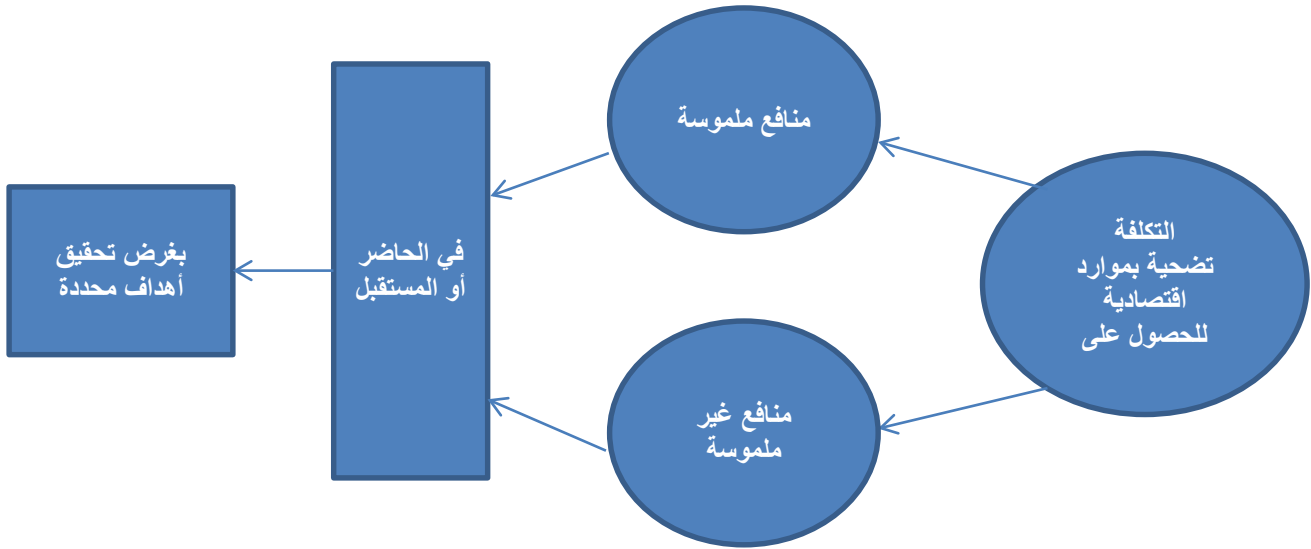 التكلفة
تضحية بموارد
اقتصادية
للحصول على
منافع ملموسة
منافع غير
ملموسة
في الحاضر
أو المستقبل
بغرض تحقيق
أهداف محددة